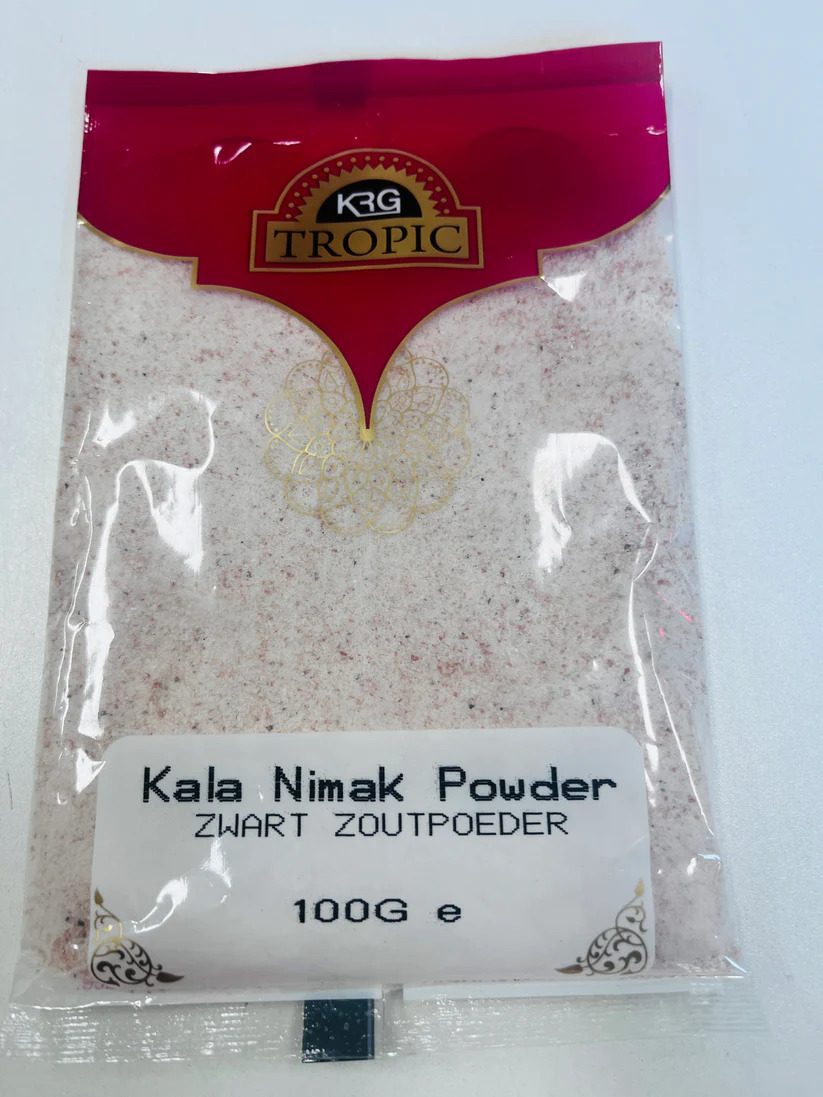 KRG
TROPIC
Kala Nimak Powder
ZWART ZOUTPOEDER
100G e